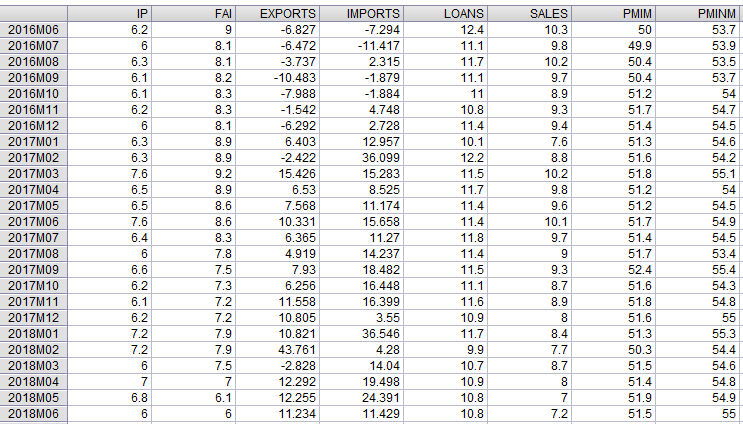 IP FAI EXPORTS IMPORTS LOANS SALES PMIM PMINM
2016M06 6.2 9 -6.827 -7.294 12.4 10.3 50 53.7
2016M07 6 8.1 -6.472 -11.417 11.1 9.8 49.9 53.9
2016M08 6.3 8.1 -3.737 2.315 11.7 10.2 50.4 53.5
2016M09 6.1 8.2 -10.483 -1.879 11.1 9.7 50.4 53.7
2016M10 6.1 8.3 -7.988 -1.884 11 8.9 51.2 54
2016M11 6.2 8.3 -1.542 4.748 10.8 9.3 51.7 54.7
2016M12 6 8.1 -6.292 2.728 11.4 9.4 51.4 54.5
2017M01 6.3 8.9 6.403 12.957 10.1 7.6 51.3 54.6
2017M02 6.3 8.9 -2.422 36.099 12.2 8.8 51.6 54.2
2017M03 7.6 9.2 15.426 15.283 11.5 10.2 51.8 55.1
2017M04 6.5 8.9 6.53 8.525 11.7 9.8 51.2 54
2017M05 6.5 8.6 7.568 11.174 11.4 9.6 51.2 54.5
2017M06 7.6 8.6 10.331 15.658 11.4 10.1 51.7 54.9
2017M07 6.4 8.3 6.365 11.27 11.8 9.7 51.4 54.5
2017M08 6 7.8 4.919 14.237 11.4 9 51.7 53.4
2017M09 6.6 7.5 7.93 18.482 11.5 9.3 52.4 55.4
2017M10 6.2 7.3 6.256 16.448 11.1 8.7 51.6 54.3
2017M11 6.1 7.2 11.558 16.399 11.6 8.9 51.8 54.8
2017M12 6.2 7.2 10.805 3.55 10.9 8 51.6 55
2018M01 7.2 7.9 10.821 36.546 11.7 8.4 51.3 55.3
2018M02 7.2 7.9 43.761 4.28 9.9 7.7 50.3 54.4
2018M03 6 7.5 -2.828 14.04 10.7 8.7 51.5 54.6
2018M04 7 7 12.292 19.498 10.9 8 51.4 54.8
2018M05 6.8 6.1 12.255 24.391 10.8 7 51.9 54.9
2018M06 6 6 11.234 11.429 10.8 7.2 51.5 55